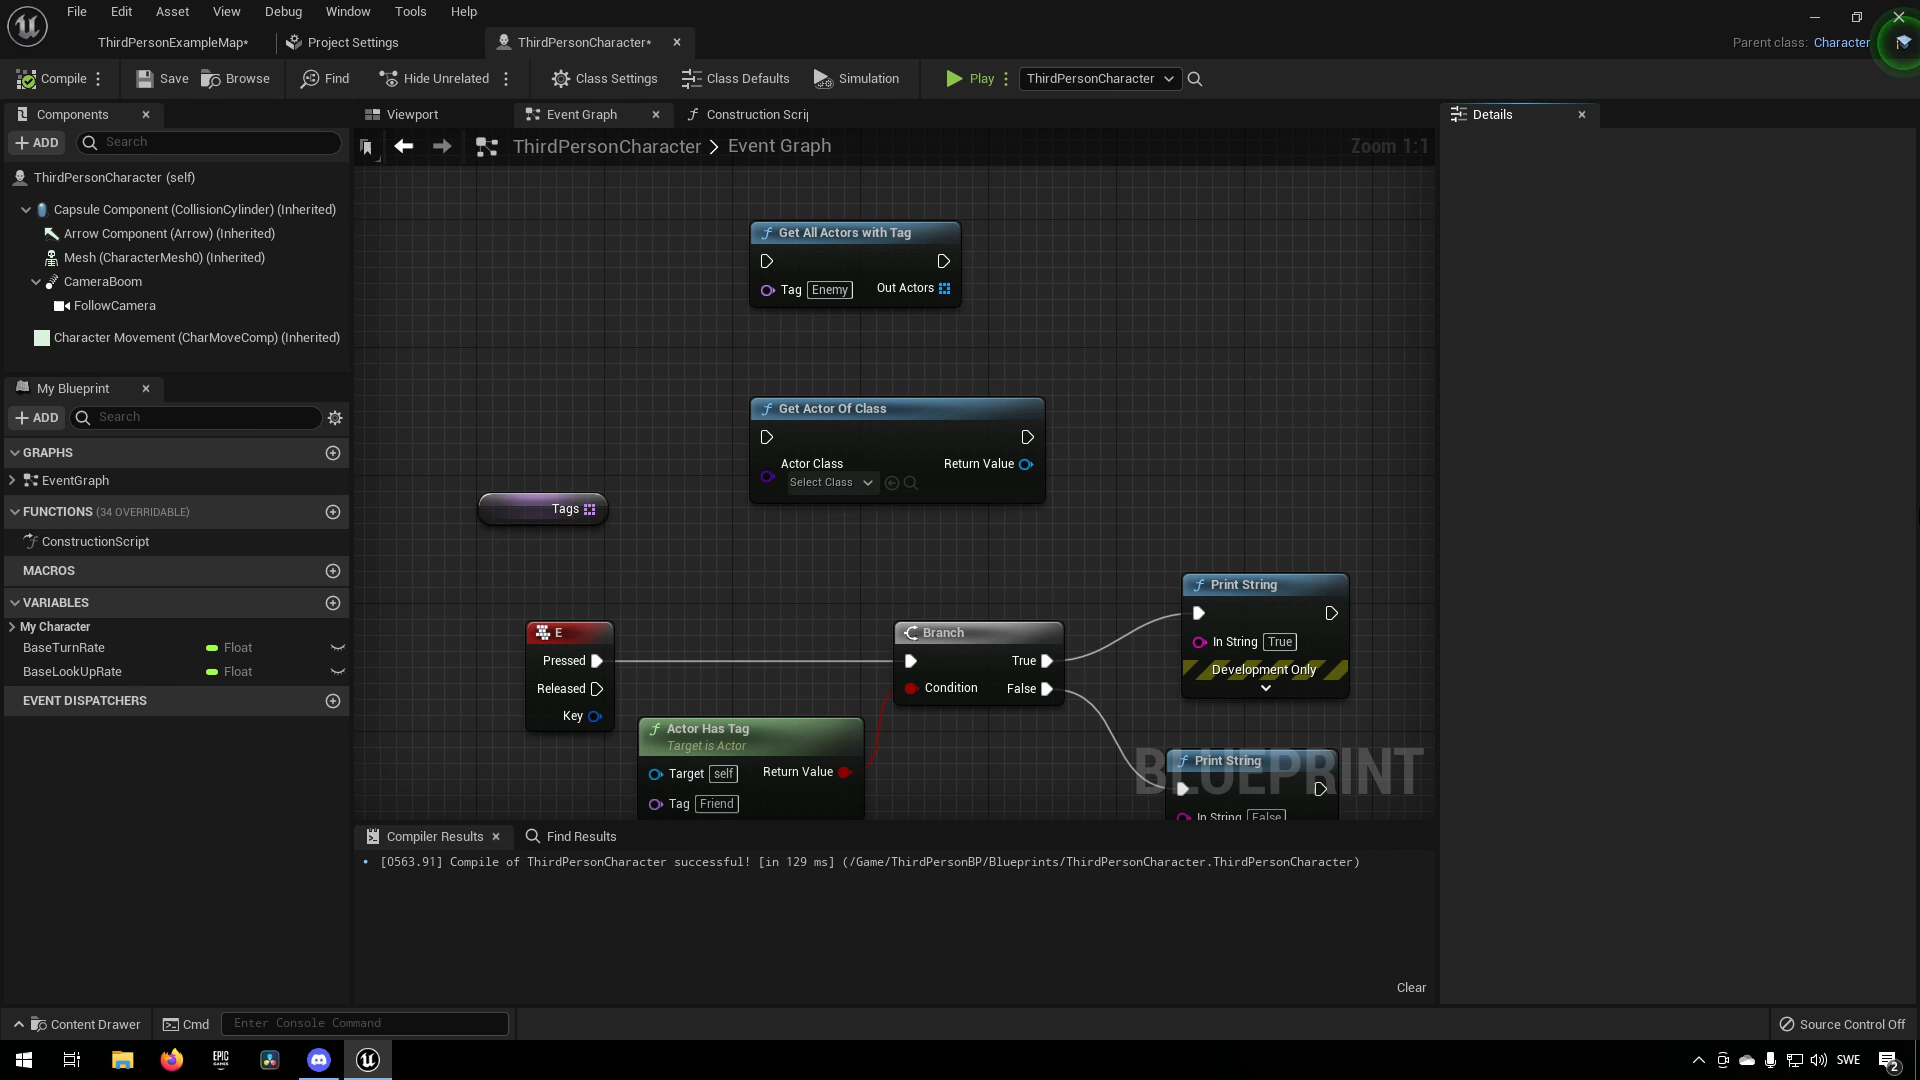 File Edit Asset View Debug Window Tools Help
ThirdPersonExampleMap*
Project Settings
ThirdPersonCharacter*
Parent class: Character
Compile
Save
Browse
Find
Hide Unrelated
Class Settings
Class Defaults
Simulation
Play
ThirdPersonCharacter
Components
Viewport
Event Graph
Construction Scrip
Details
ADD
Search
ThirdPersonCharacter > Event Graph
Zoom 1:1
ThirdPersonCharacter (self)
Capsule Component (CollisionCylinder) (Inherited)
Arrow Component (Arrow) (Inherited)
Mesh (CharacterMesh0) (Inherited)
CameraBoom
FollowCamera
Character Movement (CharMoveComp) (Inherited)
My Blueprint
ADD
Search
GRAPHS
EventGraph
FUNCTIONS (34 OVERRIDABLE)
ConstructionScript
MACROS
VARIABLES
My Character
BaseTurnRate Float
BaseLookUpRate Float
EVENT DISPATCHERS
Get All Actors with Tag
Tag Enemy Out Actors
Get Actor Of Class
Actor Class Return Value
Select Class
Tags
E
Pressed
Released
Key
Branch
True
Condition False
Actor Has Tag
Target is Actor
Target self Return Value
Tag Friend
Print String
In String True
Development Only
BLUEPRINT
Print String
In String False
Compiler Results
Find Results
[0563.91] Compile of ThirdPersonCharacter successful! [in 129 ms] (/Game/ThirdPersonBP/Blueprints/ThirdPersonCharacter.ThirdPersonCharacter)
Clear
Content Drawer
Cmd
Enter Console Command
Source Control Off
EPIC
GAMES
SWE
2